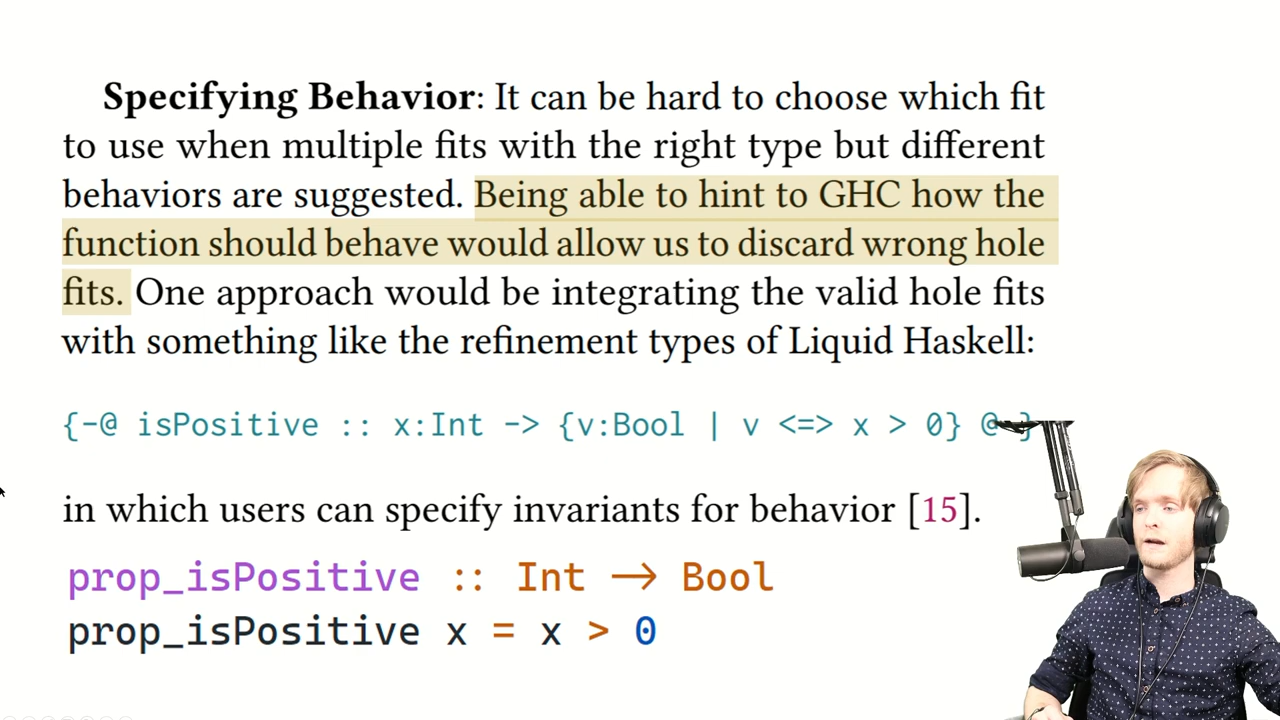 Specifying Behavior: It can be hard to choose which fit
to use when multiple fits with the right type but different
behaviors are suggested. Being able to hint to GHC how the
function should behave would allow us to discard wrong hole
fits. One approach would be integrating the valid hole fits
with something like the refinement types of Liquid Haskell:
{-@ isPositive :: x:Int -> {v:Bool | v <=> x > 0} @-}
in which users can specify invariants for behavior [15].
prop_isPositive :: Int → Bool
prop_isPositive x = x > 0